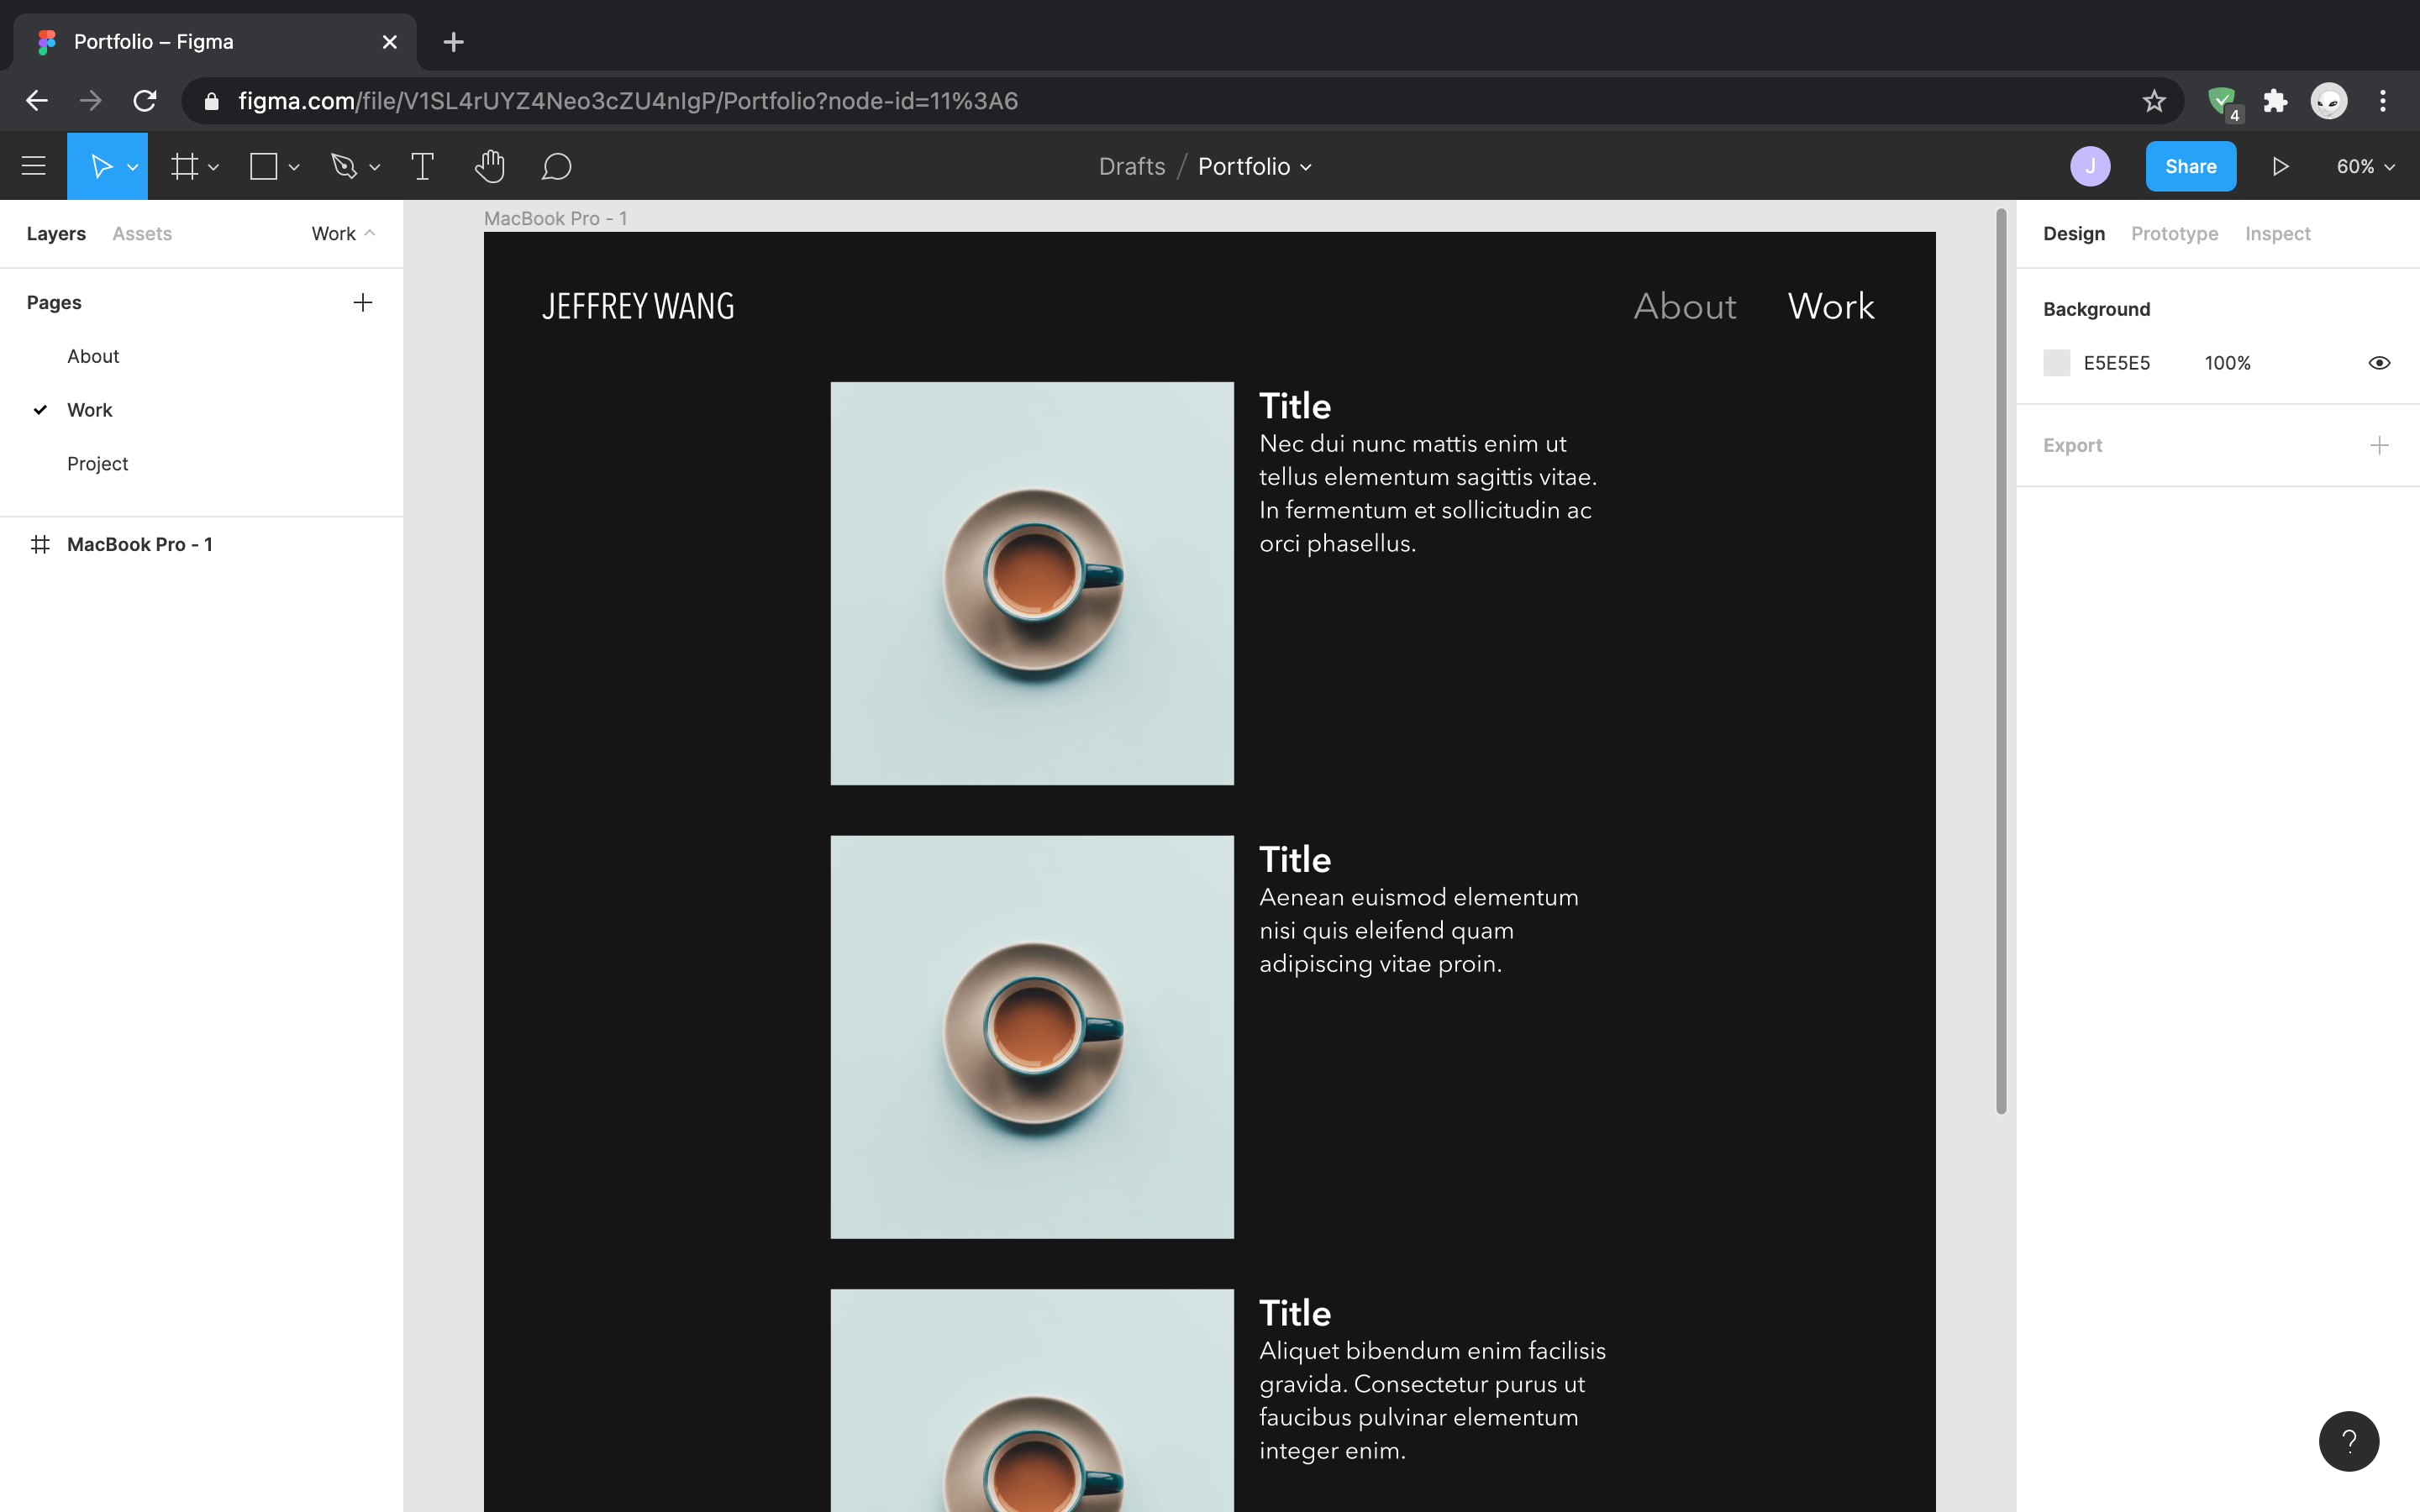 Portfolio – Figma
figma.com/file/V1SL4rUYZ4Neo3cZU4nIgP/Portfolio?node-id=11%3A6
4
Drafts / Portfolio
J
Share
60%
Layers
Assets
Work
Pages
About
Work
Project
MacBook Pro - 1
MacBook Pro - 1
JEFFREY WANG
About
Work
Title
Nec dui nunc mattis enim ut
tellus elementum sagittis vitae.
In fermentum et sollicitudin ac
orci phasellus.
Title
Aenean euismod elementum
nisi quis eleifend quam
adipiscing vitae proin.
Title
Aliquet bibendum enim facilisis
gravida. Consectetur purus ut
faucibus pulvinar elementum
integer enim.
Design
Prototype
Inspect
Background
E5E5E5
100%
Export
?